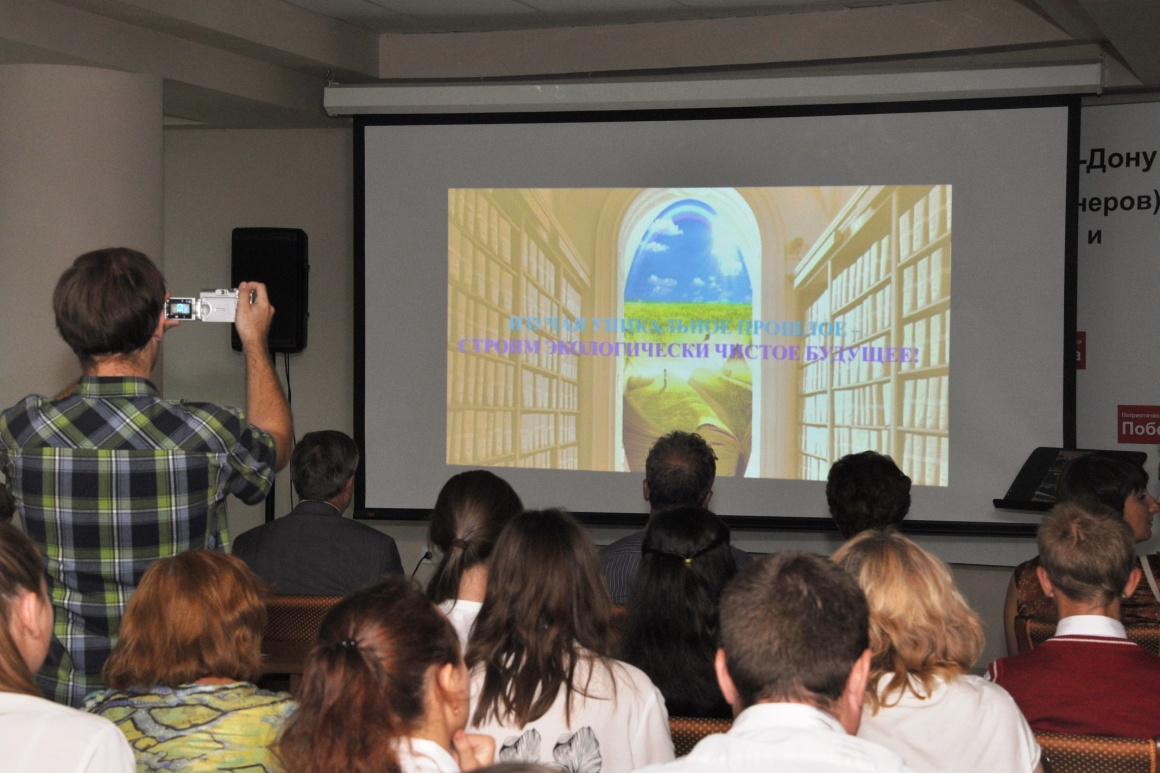 ИЗУЧАЯ УНИКАЛЬНОЕ ПРОШЛОЕ –
СТРОИМ ЭКОЛОГИЧЕСКИ ЧИСТОЕ БУДУЩЕЕ!
-Дону
неров)
и
Побе